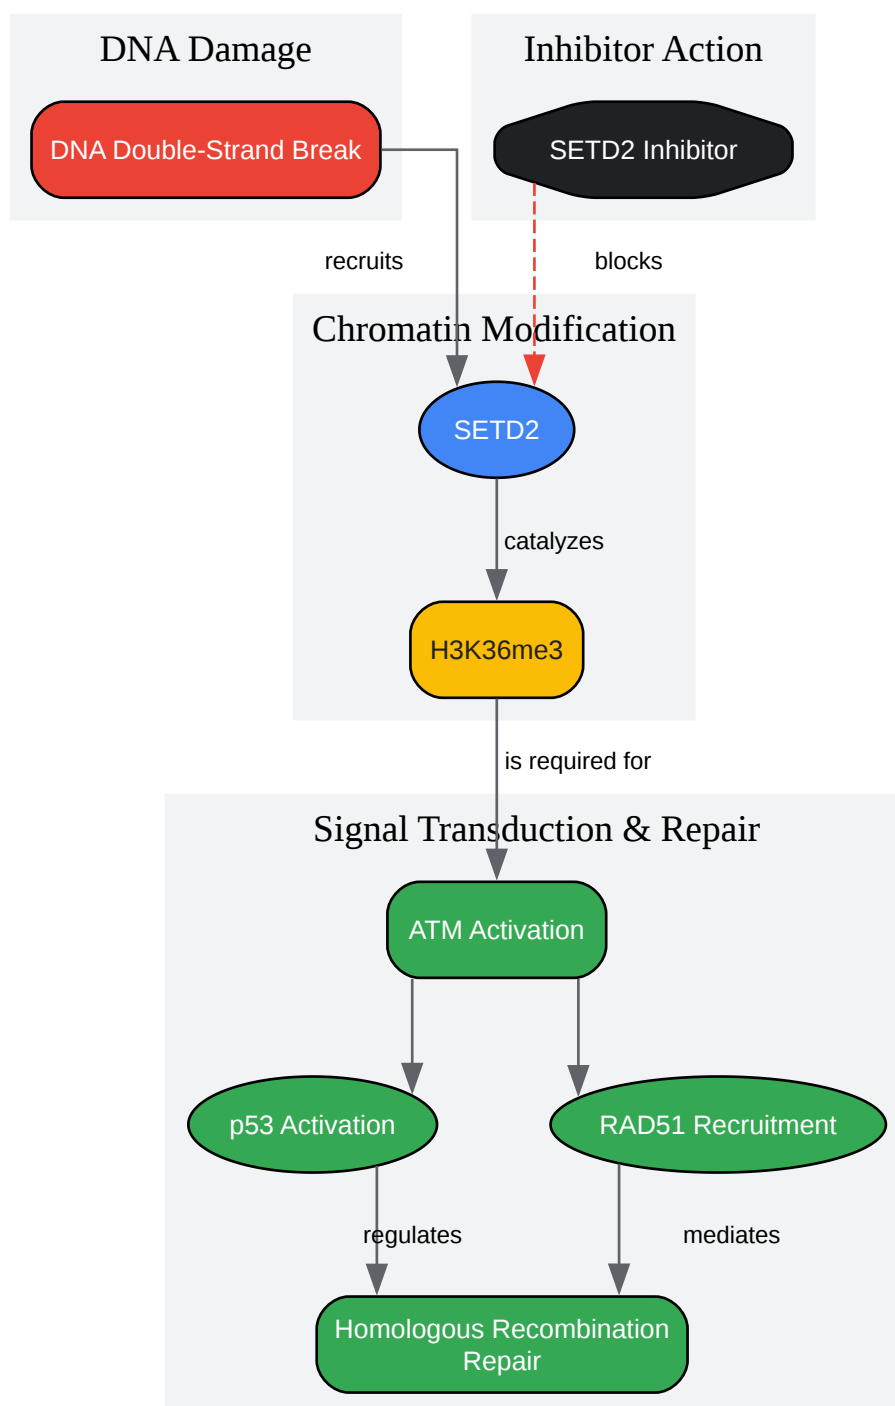 DNA Damage
Inhibitor Action
DNA Double-Strand Break
SETD2 Inhibitor
recruits
blocks
Chromatin Modification
SETD2
catalyzes
H3K36me3
is required for
Signal Transduction & Repair
ATM Activation
p53 Activation
RAD51 Recruitment
regulates
mediates
Homologous Recombination
Repair